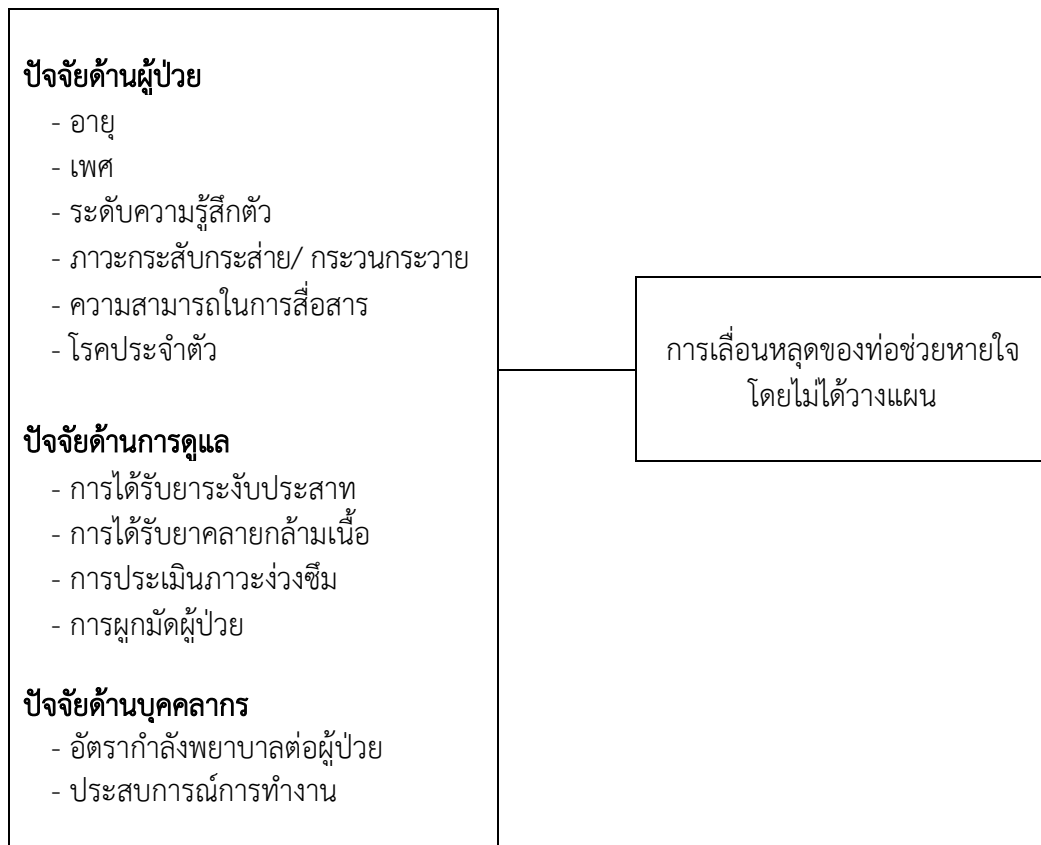 ปัจจัยด้านผู้ป่วย
- อายุ
- เพศ
- ระดับความรู้สึกตัว
- ภาวะกระสับกระส่าย/ กระวนกระวาย
- ความสามารถในการสื่อสาร
- โรคประจำตัว
ปัจจัยด้านการดูแล
- การได้รับยาระงับประสาท
- การได้รับยาคลายกล้ามเนื้อ
- การประเมินภาวะง่วงซึม
- การผูกมัดผู้ป่วย
ปัจจัยด้านบุคคลากร
- อัตรากำลังพยาบาลต่อผู้ป่วย
- ประสบการณ์การทำงาน
การเลื่อนหลุดของท่อช่วยหายใจ
โดยไม่ได้วางแผน